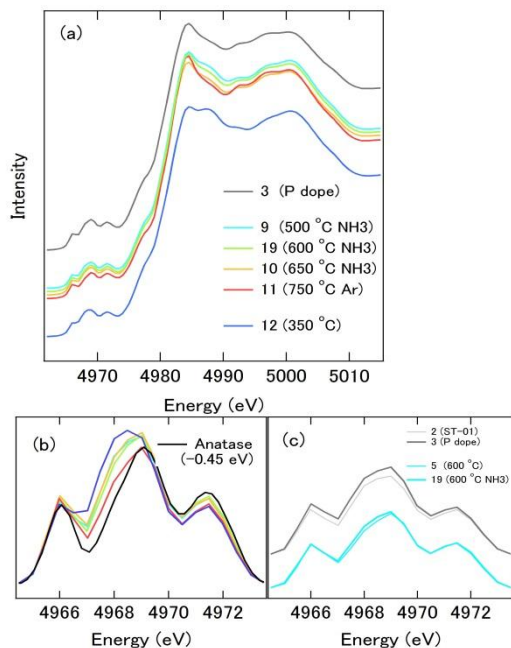 (a)
Intensity
3 (P dope)
9 (500 °C NH3)
19 (600 °C NH3)
10 (650 °C NH3)
11 (750 °C Ar)
12 (350 °C)
4970 4980 4990 5000 5010
Energy (eV)
(b)
Anatase
(-0.45 eV)
4966 4968 4970 4972
Energy (eV)
(c)
2 (ST-01)
3 (P dope)
5 (600 °C)
19 (600 °C NH3)
4966 4968 4970 4972
Energy (eV)